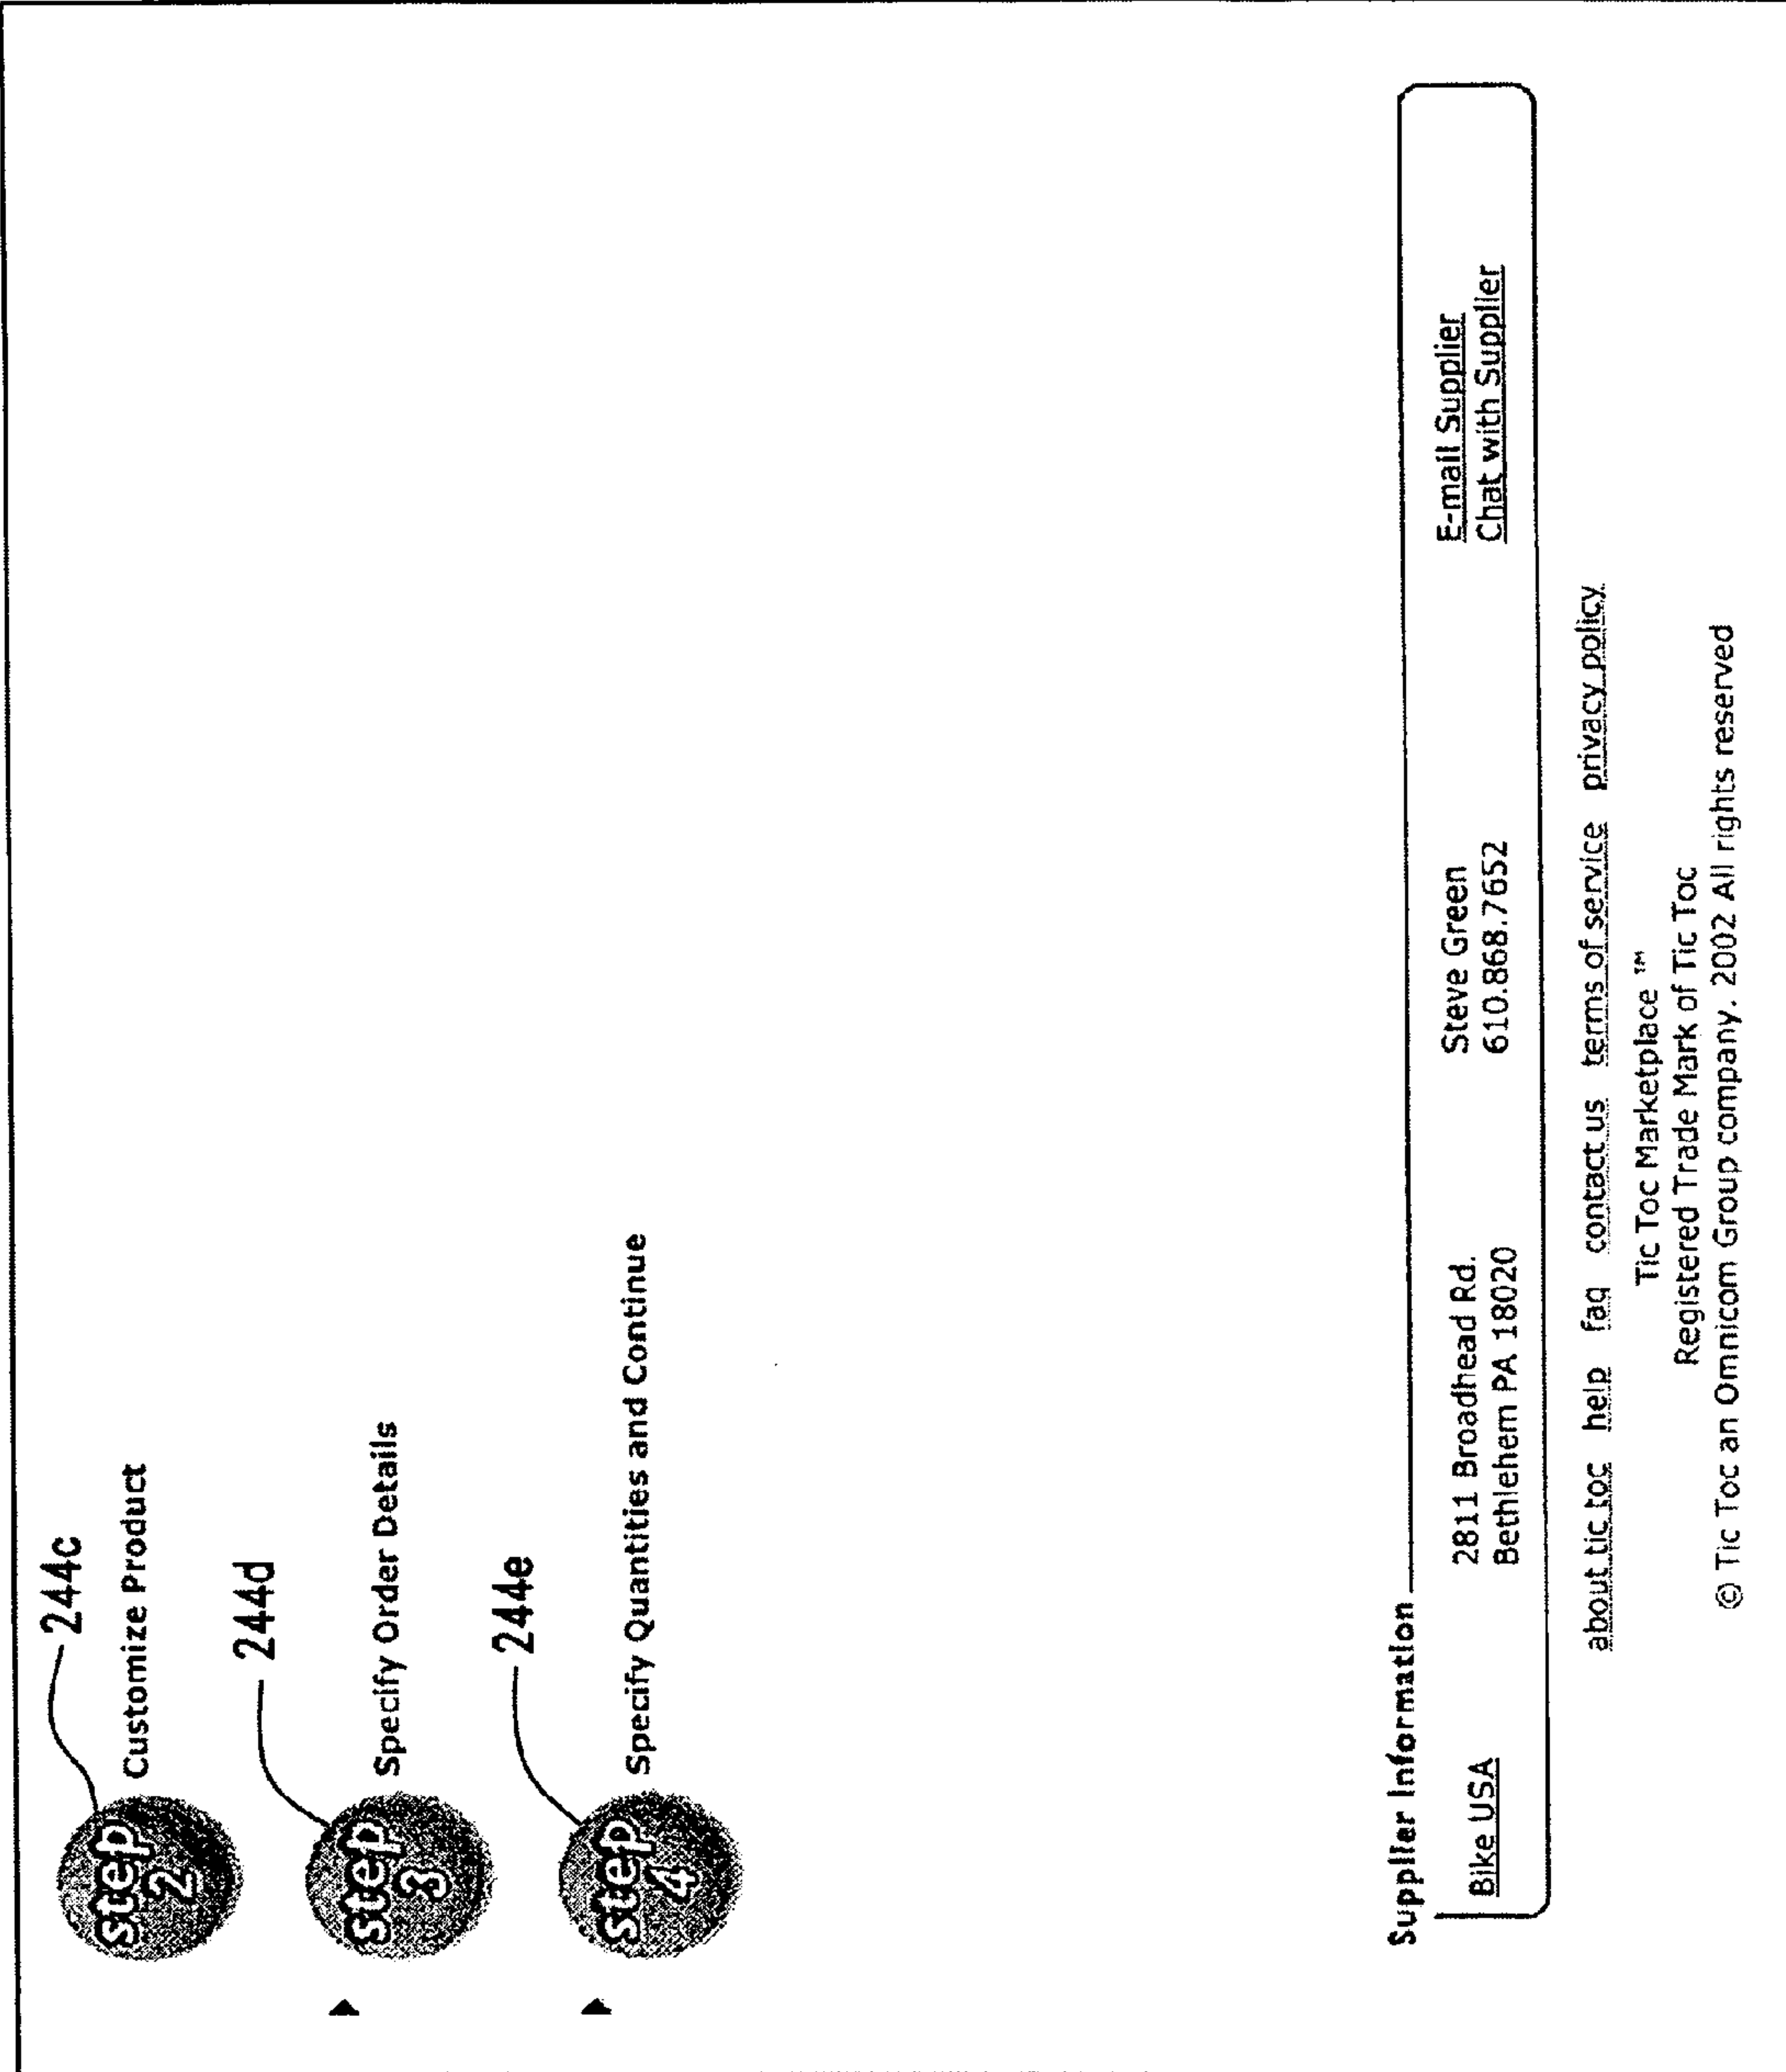 244c
step 2 Customize Product
244d
step 3 Specify Order Details
244e
step 4 Specify Quantities and Continue
Supplier Information
Bike USA
2811 Broadhead Rd.
Bethlehem PA 18020
Steve Green
610.868.7652
E-mail Supplier
Chat with Supplier
about tic toc help faq contact us terms of service privacy policy
Tic Toc Marketplace ™
Registered Trade Mark of Tic Toc
© Tic Toc an Omnicom Group company. 2002 All rights reserved